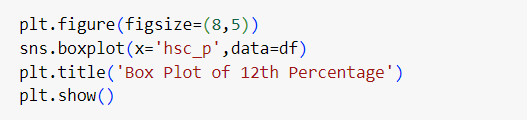 plt.figure(figsize=(8,5))
sns.boxplot(x='hsc_p',data=df)
plt.title('Box Plot of 12th Percentage')
plt.show()